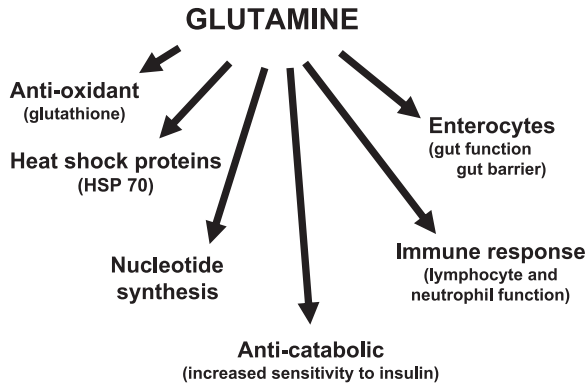 GLUTAMINE
Anti-oxidant
(glutathione)
Heat shock proteins
(HSP 70)
Nucleotide
synthesis
Anti-catabolic
(increased sensitivity to insulin)
Immune response
(lymphocyte and
neutrophil function)
Enterocytes
(gut function
gut barrier)